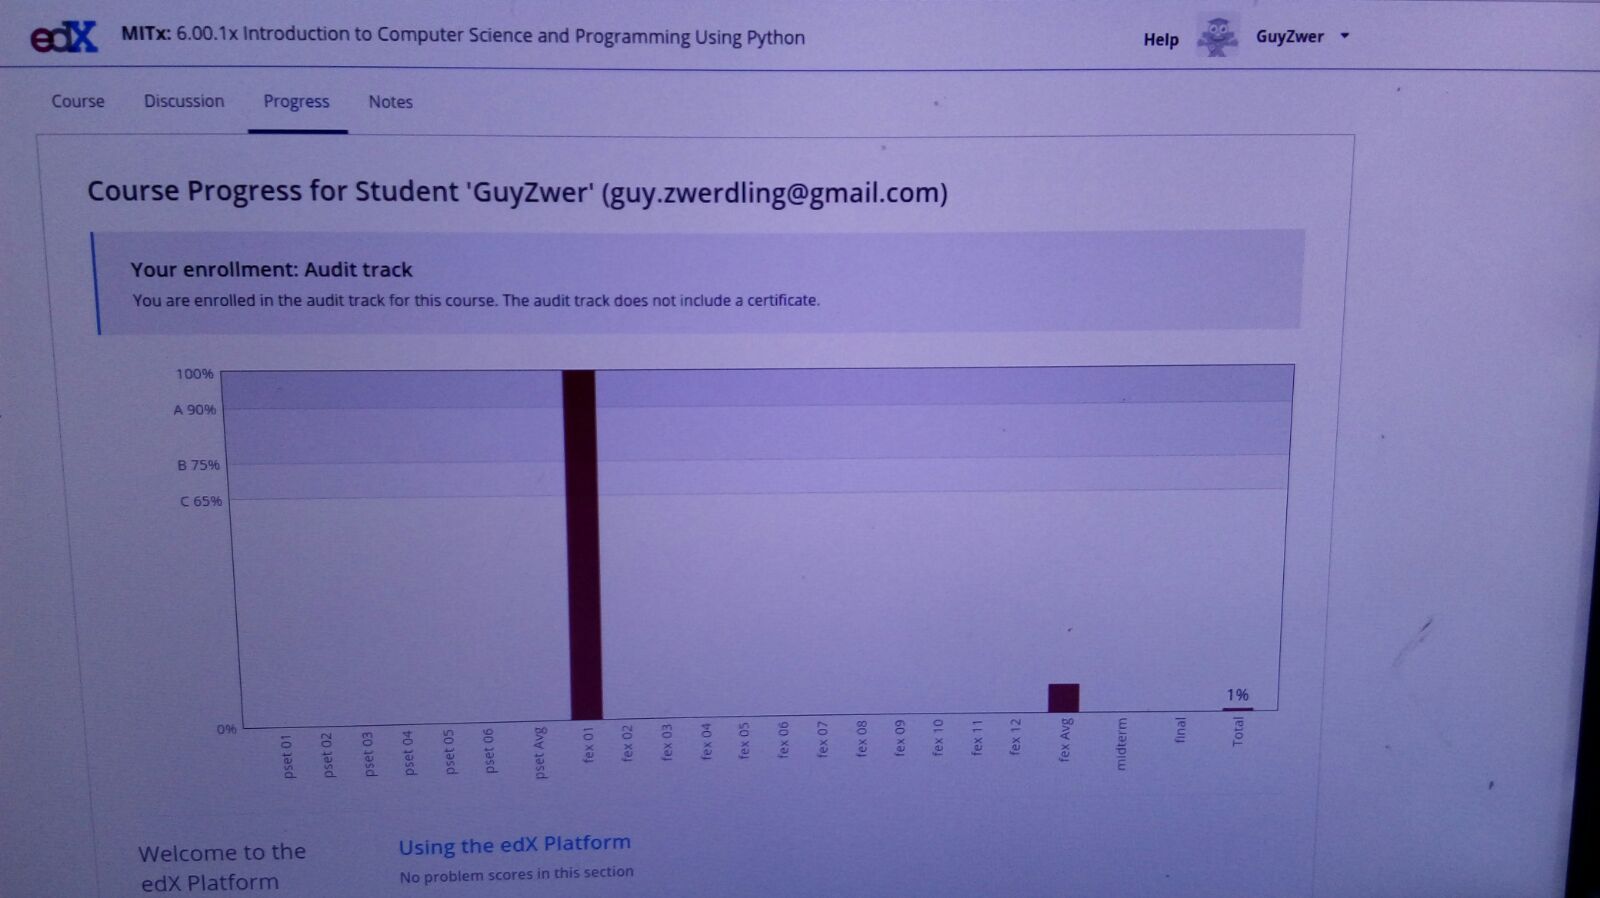 edX MITx: 6.00.1x Introduction to Computer Science and Programming Using Python Help GuyZwer
Course Discussion Progress Notes
Course Progress for Student 'GuyZwer' (guy.zwerdling@gmail.com)
Your enrollment: Audit track
You are enrolled in the audit track for this course. The audit track does not include a certificate.
100%
A 90%
B 75%
C 65%
1%
0%
pset 01 pset 02 pset 03 pset 04 pset 05 pset 06 pset Avg fex 01 fex 02 fex 03 fex 04 fex 05 fex 06 fex 07 fex 08 fex 09 fex 10 fex 11 fex 12 fex Avg midterm final Total
Welcome to the
edX Platform
Using the edX Platform
No problem scores in this section